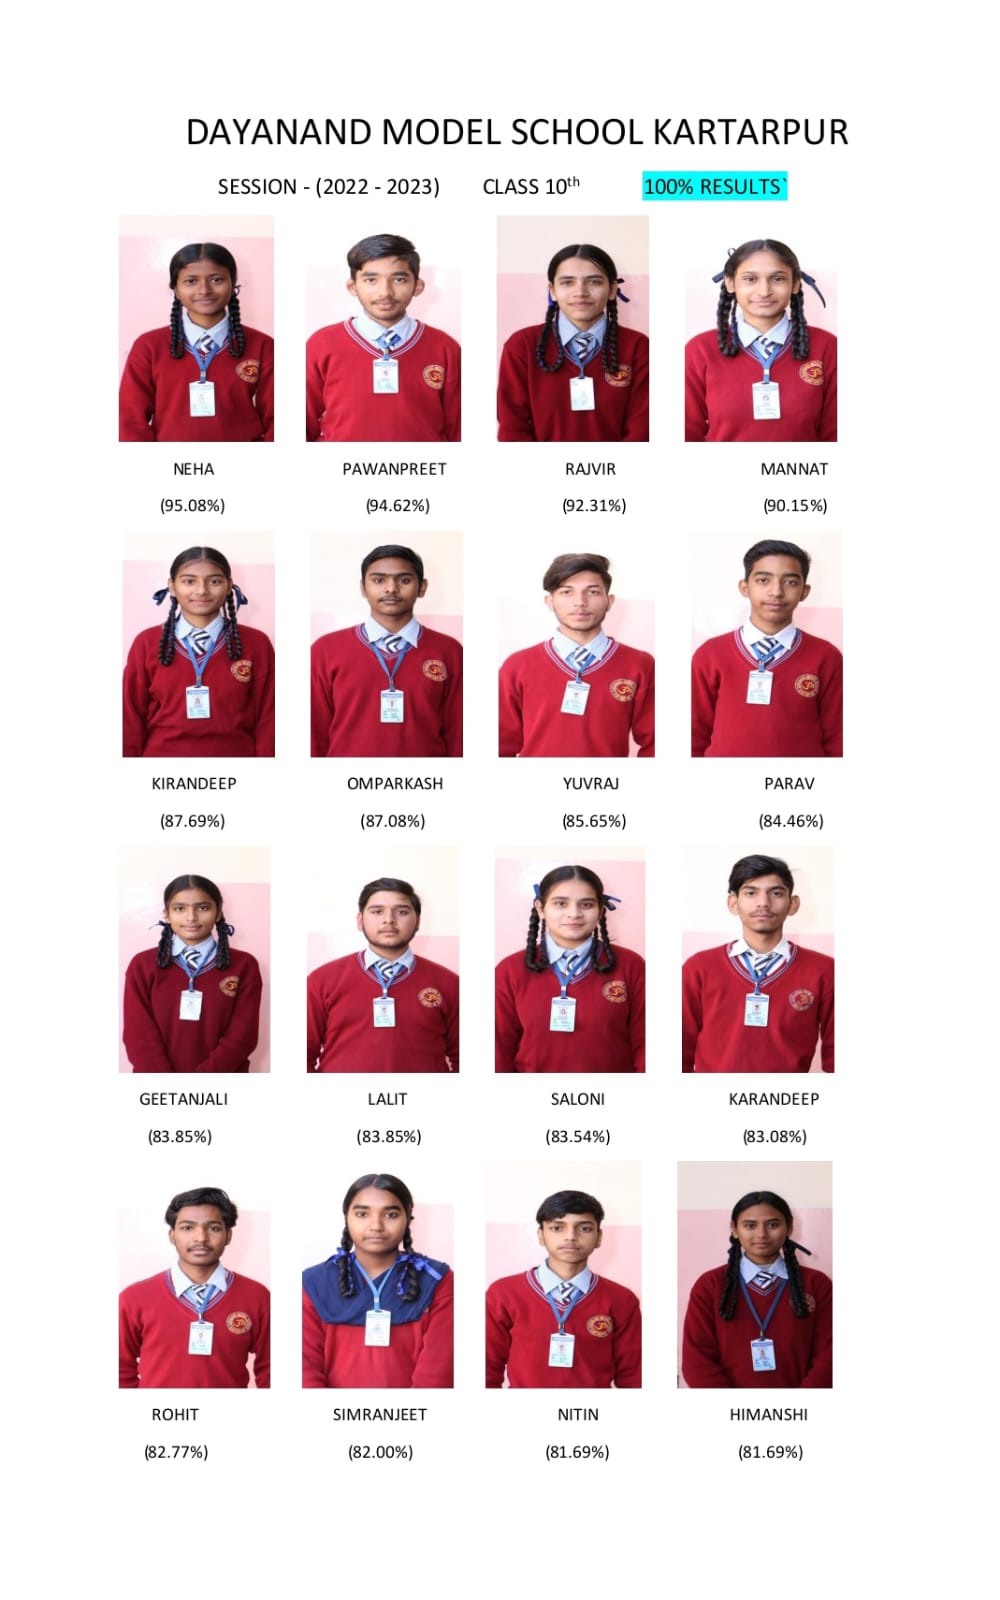 DAYANAND MODEL SCHOOL KARTARPUR
SESSION - (2022 - 2023) CLASS 10th 100% RESULTS`
NEHA PAWANPREET RAJVIR MANNAT
(95.08%) (94.62%) (92.31%) (90.15%)
KIRANDEEP OMPARKASH YUVRAJ PARAV
(87.69%) (87.08%) (85.65%) (84.46%)
GEETANJALI LALIT SALONI KARANDEEP
(83.85%) (83.85%) (83.54%) (83.08%)
ROHIT SIMRANJEET NITIN HIMANSHI
(82.77%) (82.00%) (81.69%) (81.69%)